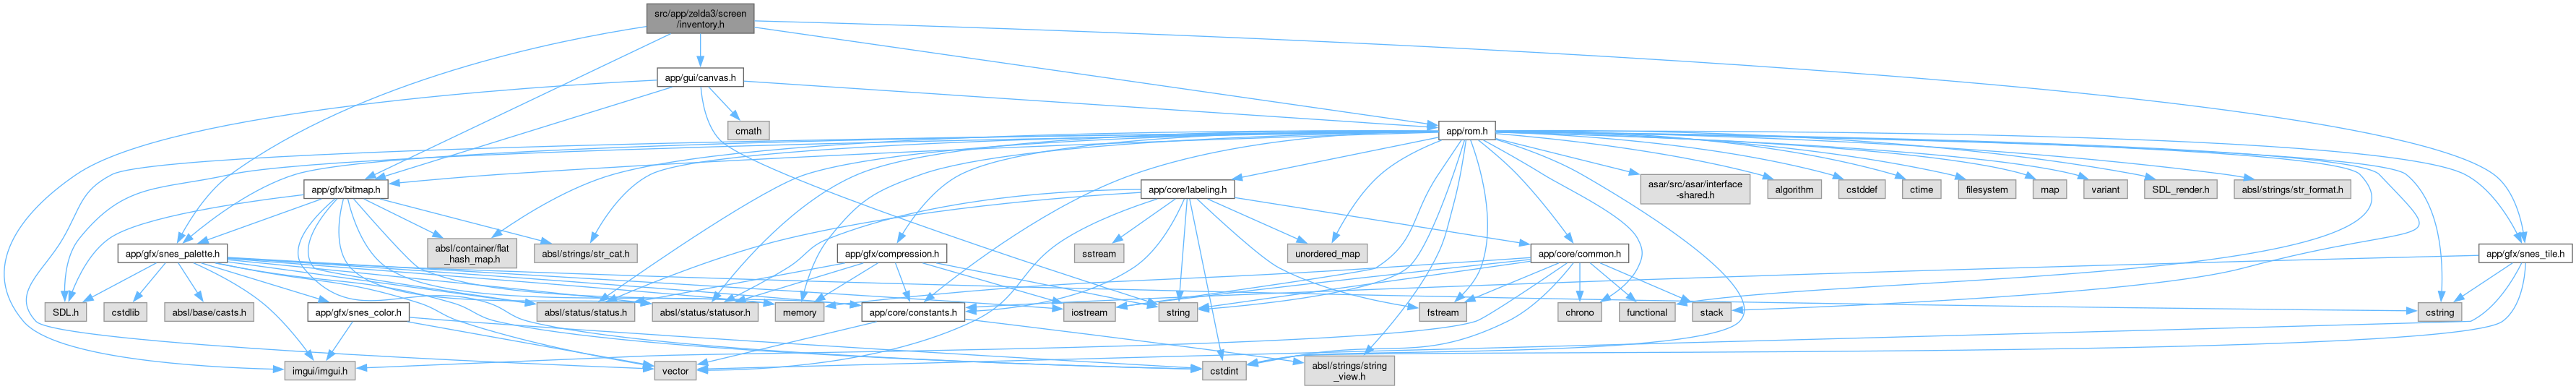 src/app/zelda3/screen
/inventory.h
app/gui/canvas.h
cmath
app/rom.h
app/gfx/bitmap.h
app/core/labeling.h
asar/src/asar/interface
-shared.h
algorithm
cstddef
ctime
filesystem
map
variant
SDL_render.h
absl/strings/str_format.h
app/gfx/snes_palette.h
absl/container/flat
_hash_map.h
absl/strings/str_cat.h
app/gfx/compression.h
sstream
unordered_map
app/core/common.h
app/gfx/snes_tile.h
SDL.h
cstdlib
absl/base/casts.h
app/gfx/snes_color.h
absl/status/status.h
absl/status/statusor.h
memory
app/core/constants.h
iostream
string
fstream
chrono
functional
stack
cstring
imgui/imgui.h
vector
cstdint
absl/strings/string
_view.h